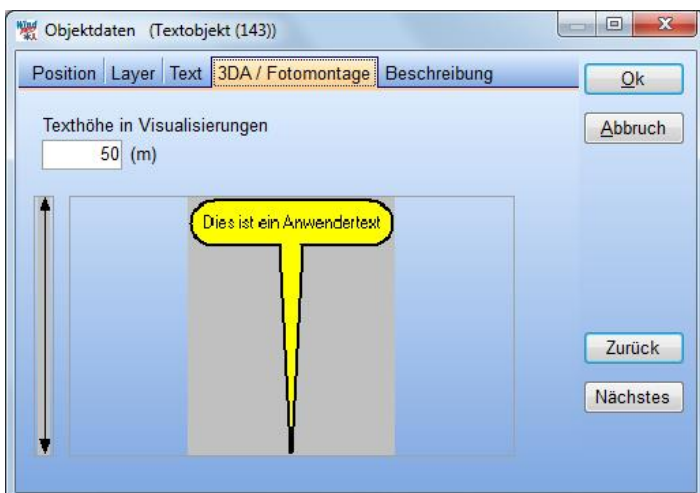 Objektdaten (Textobjekt (143))
Position Layer Text 3DA / Fotomontage Beschreibung
Ok
Texthöhe in Visualisierungen
Abbruch
50 (m)
Dies ist ein Anwendertext
Zurück
Nächstes